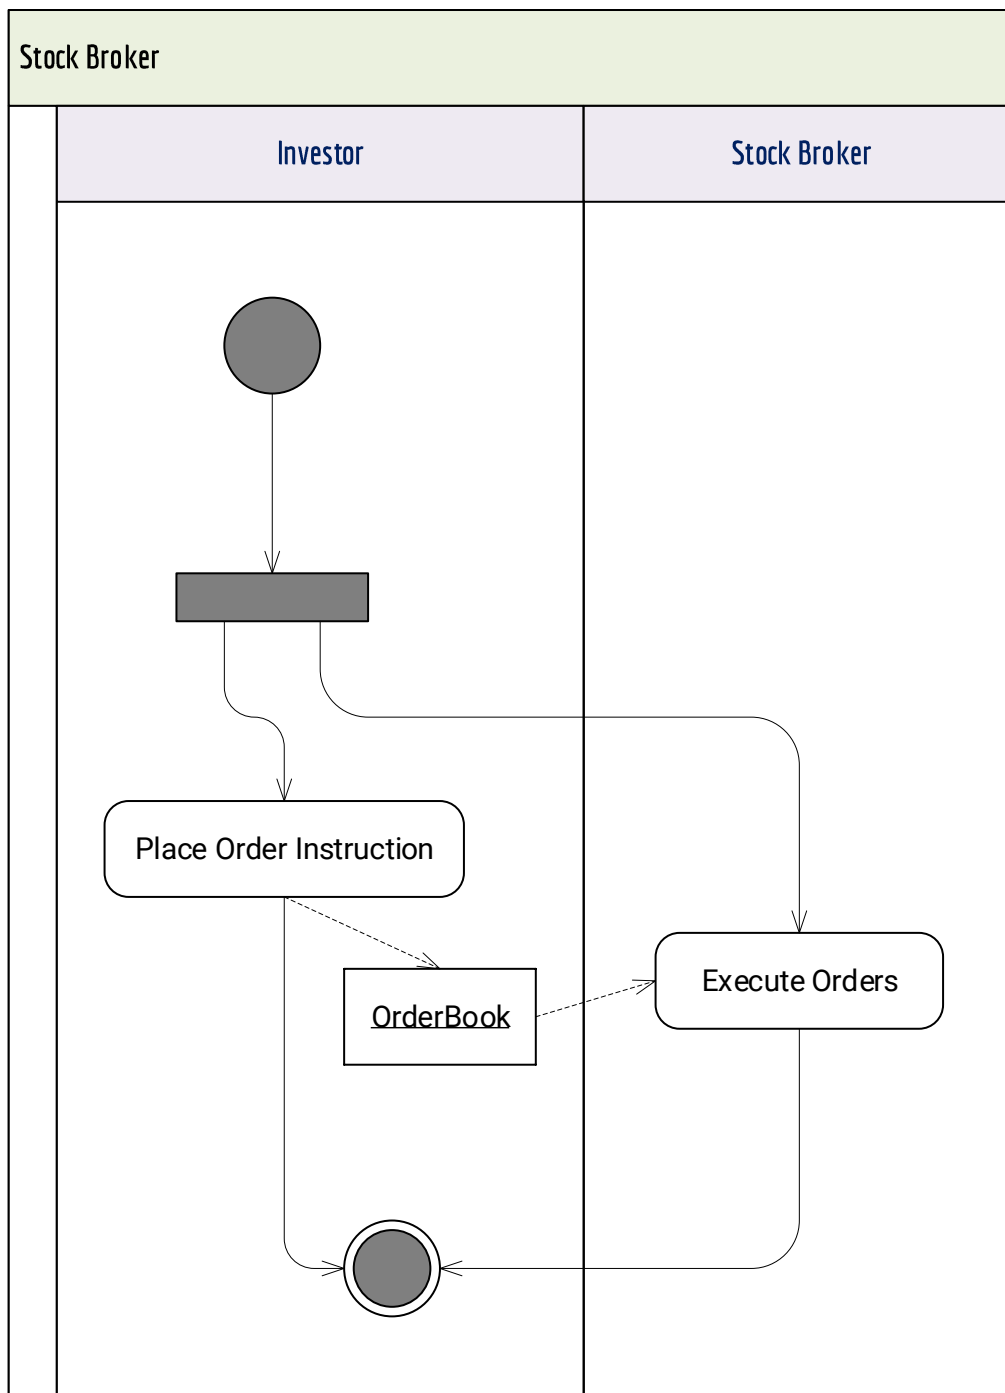 Stock Broker
Investor
Stock Broker
Place Order Instruction
Execute Orders
OrderBook